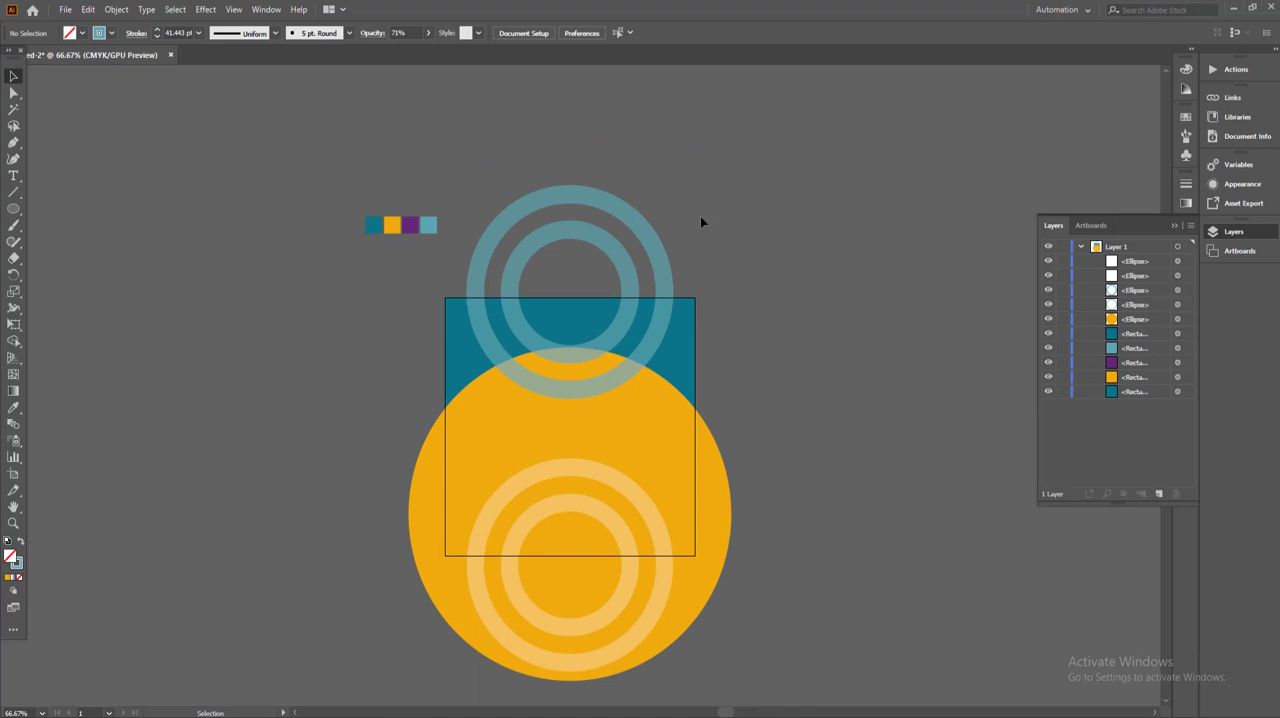 Ai File Edit Object Type Select Effect View Window Help Automation Search Adobe Stock
No Selection Stroke: 41.443 pt Uniform 5 pt. Round Opacity: 71% Style: Document Setup Preferences
ed-2* @ 66.67% (CMYK/GPU Preview)
Actions
Links
Libraries
Document Info
Variables
Appearance
Asset Export
Layers
Artboards
Layers Artboards
Layer 1
<Ellipse>
<Ellipse>
<Ellipse>
<Ellipse>
<Ellipse>
<Recta...
<Recta...
<Recta...
<Recta...
<Recta...
1 Layer
Activate Windows
Go to Settings to activate Windows.
66.67% 1 Selection